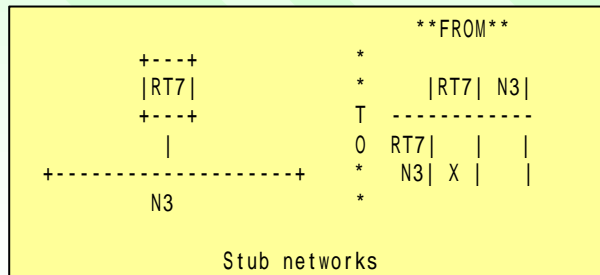 **FROM**
          +---+                *
          |RT7|                *      |RT7| N3|
          +---+                T   ------------
            |                  O   RT7|   |   |
  +---------------------+      *    N3| X |   |
           N3                  *

                 Stub networks